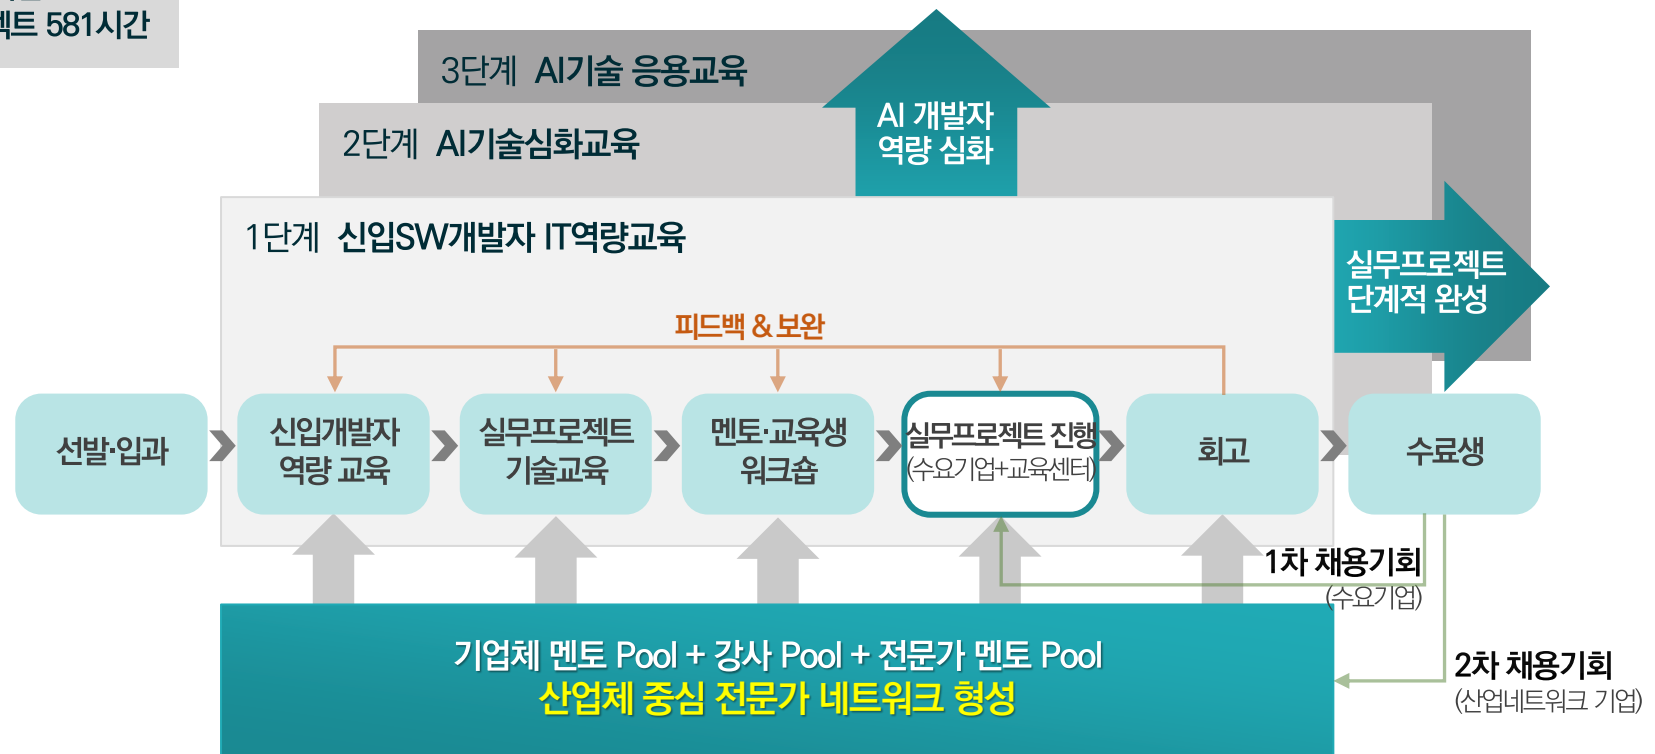 젝트 581시간
3단계 AI기술 응용교육
AI 개발자
역량 심화
2단계 AI기술심화교육
1단계 신입SW개발자 IT역량교육
실무프로젝트
단계적 완성
피드백 & 보완
선발·입과
신입개발자
역량 교육
실무프로젝트
기술교육
멘토·교육생
워크숍
실무프로젝트 진행
(수요기업+교육센터)
회고
수료생
1차 채용기회
(수요기업)
기업체 멘토 Pool + 강사 Pool + 전문가 멘토 Pool
산업체 중심 전문가 네트워크 형성
2차 채용기회
(산업네트워크 기업)